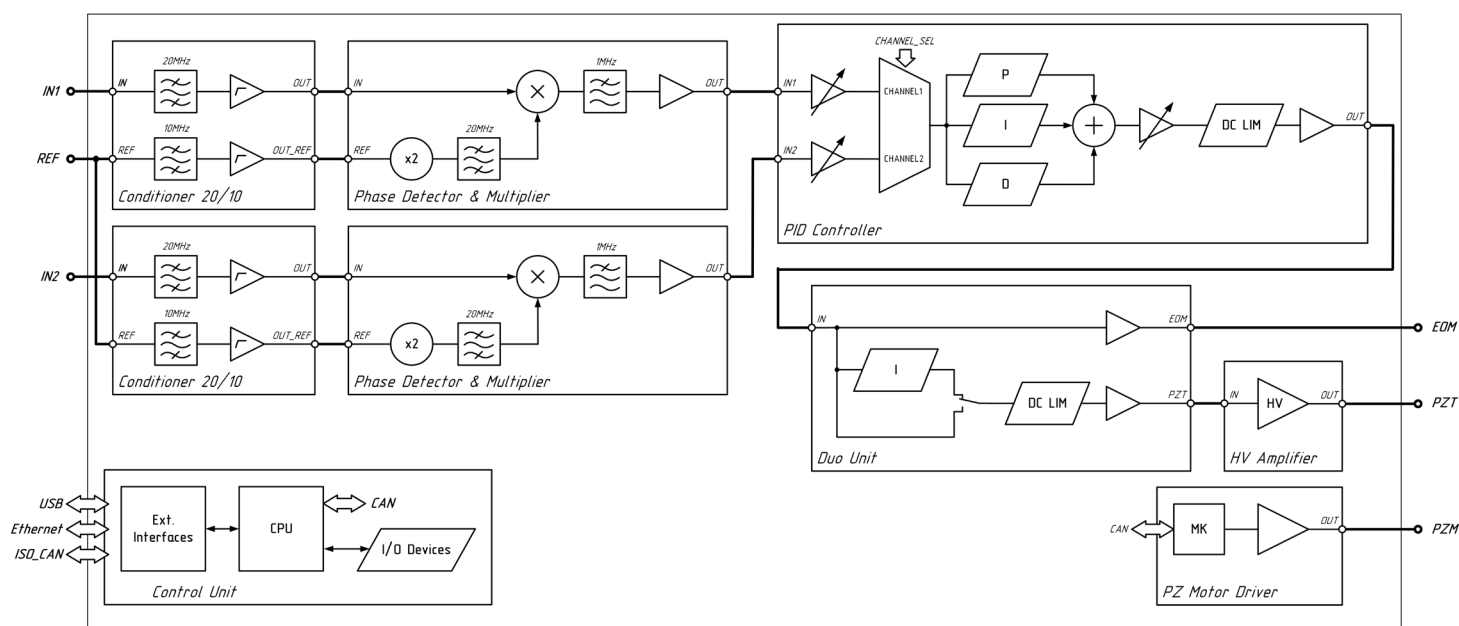 IN1
REF
IN2
20MHz
IN
OUT
10MHz
REF
OUT_REF
Conditioner 20/10
IN
1MHz
OUT
20MHz
REF
x2
Phase Detector & Multiplier
20MHz
IN
OUT
10MHz
REF
OUT_REF
Conditioner 20/10
IN
1MHz
OUT
20MHz
REF
x2
Phase Detector & Multiplier
CHANNEL_SEL
IN1
CHANNEL1
IN2
CHANNEL2
P
I
D
DC LIM
OUT
PID Controller
IN
EOM
I
DC LIM
PZT
Duo Unit
IN
HV
OUT
HV Amplifier
EOM
PZT
CAN
MK
OUT
PZ Motor Driver
PZM
USB
Ethernet
ISO_CAN
Ext.
Interfaces
CPU
CAN
I/O Devices
Control Unit